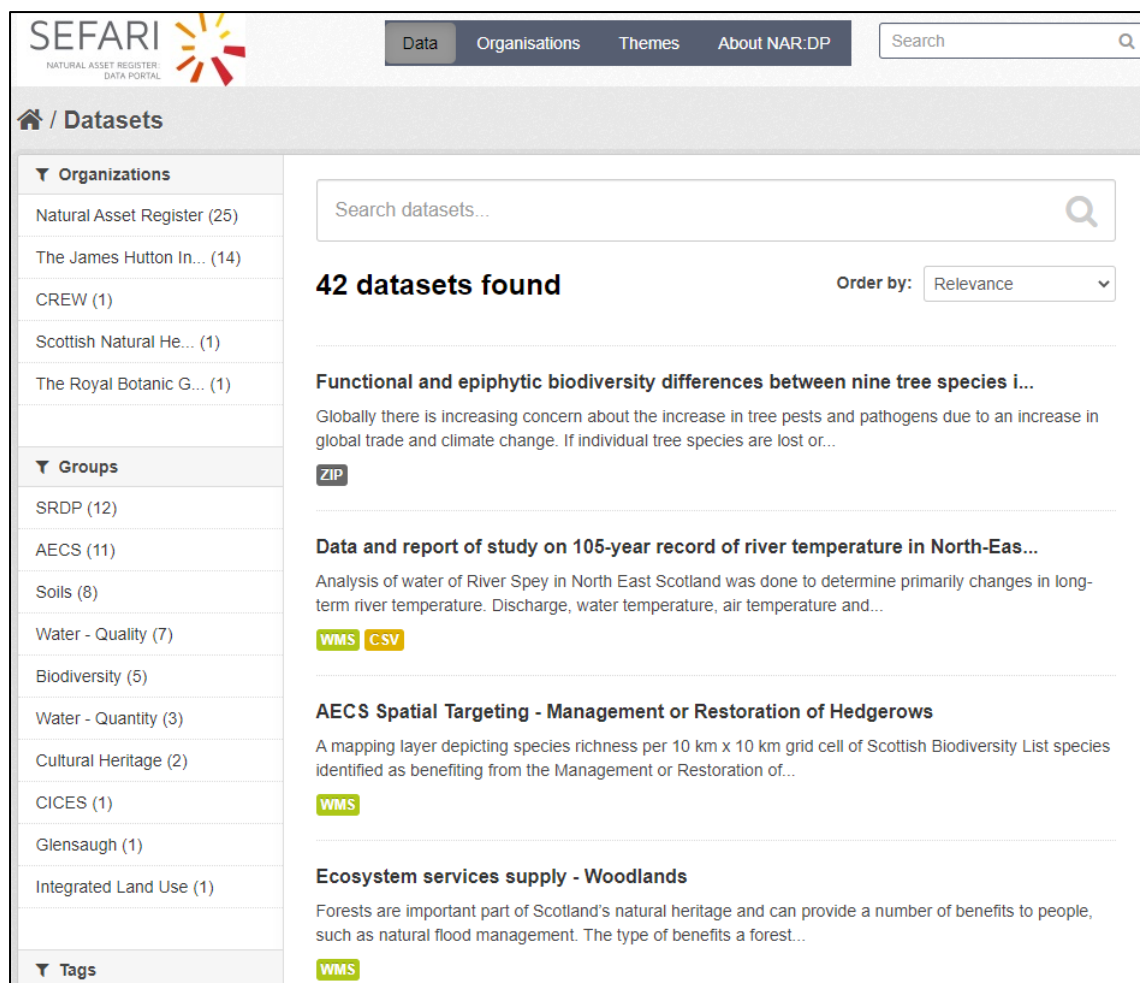 SEFARI
NATURAL ASSET REGISTER:
DATA PORTAL
Data
Organisations
Themes
About NAR:DP
Search
/ Datasets
Organizations
Natural Asset Register (25)
The James Hutton In... (14)
CREW (1)
Scottish Natural He... (1)
The Royal Botanic G... (1)
Groups
SRDP (12)
AECS (11)
Soils (8)
Water - Quality (7)
Biodiversity (5)
Water - Quantity (3)
Cultural Heritage (2)
CICES (1)
Glensaugh (1)
Integrated Land Use (1)
Tags
Search datasets...
42 datasets found
Order by:
Relevance
Functional and epiphytic biodiversity differences between nine tree species i...
Globally there is increasing concern about the increase in tree pests and pathogens due to an increase in
global trade and climate change. If individual tree species are lost or...
ZIP
Data and report of study on 105-year record of river temperature in North-Eas...
Analysis of water of River Spey in North East Scotland was done to determine primarily changes in long-
term river temperature. Discharge, water temperature, air temperature and...
WMS CSV
AECS Spatial Targeting - Management or Restoration of Hedgerows
A mapping layer depicting species richness per 10 km x 10 km grid cell of Scottish Biodiversity List species
identified as benefiting from the Management or Restoration of...
WMS
Ecosystem services supply - Woodlands
Forests are important part of Scotland's natural heritage and can provide a number of benefits to people,
such as natural flood management. The type of benefits a forest...
WMS